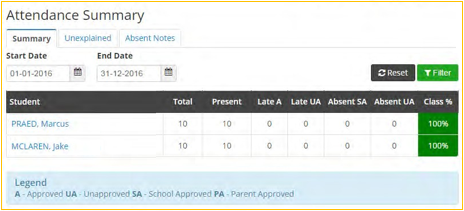 Attendance Summary
Summary Unexplained Absent Notes
Start Date End Date
01-01-2016 31-12-2016 Reset Filter
Student Total Present Late A Late UA Absent SA Absent UA Class %
PRAED, Marcus 10 10 0 0 0 0 100%
MCLAREN, Jake 10 10 0 0 0 0 100%
Legend
A - Approved UA - Unapproved SA - School Approved PA - Parent Approved